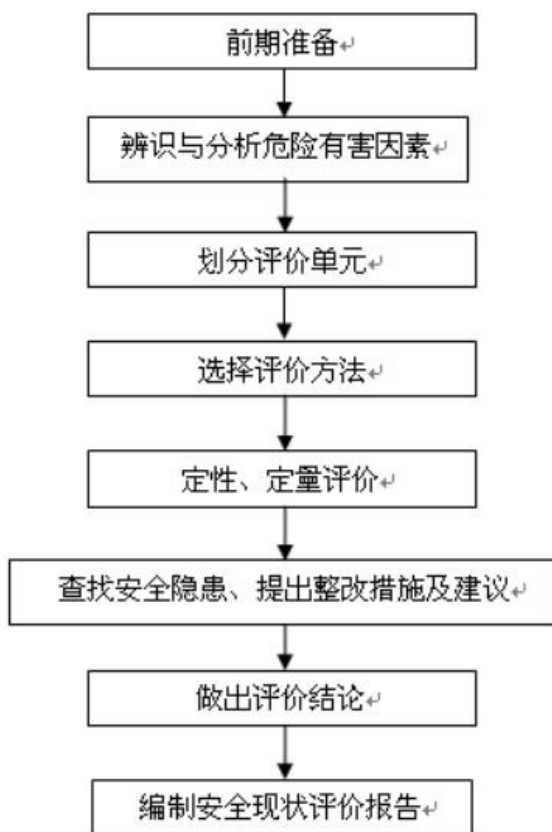 前期准备↵
辨识与分析危险有害因素↵
划分评价单元↵
选择评价方法↵
定性、定量评价↵
查找安全隐患、提出整改措施及建议↵
做出评价结论↵
编制安全现状评价报告↵